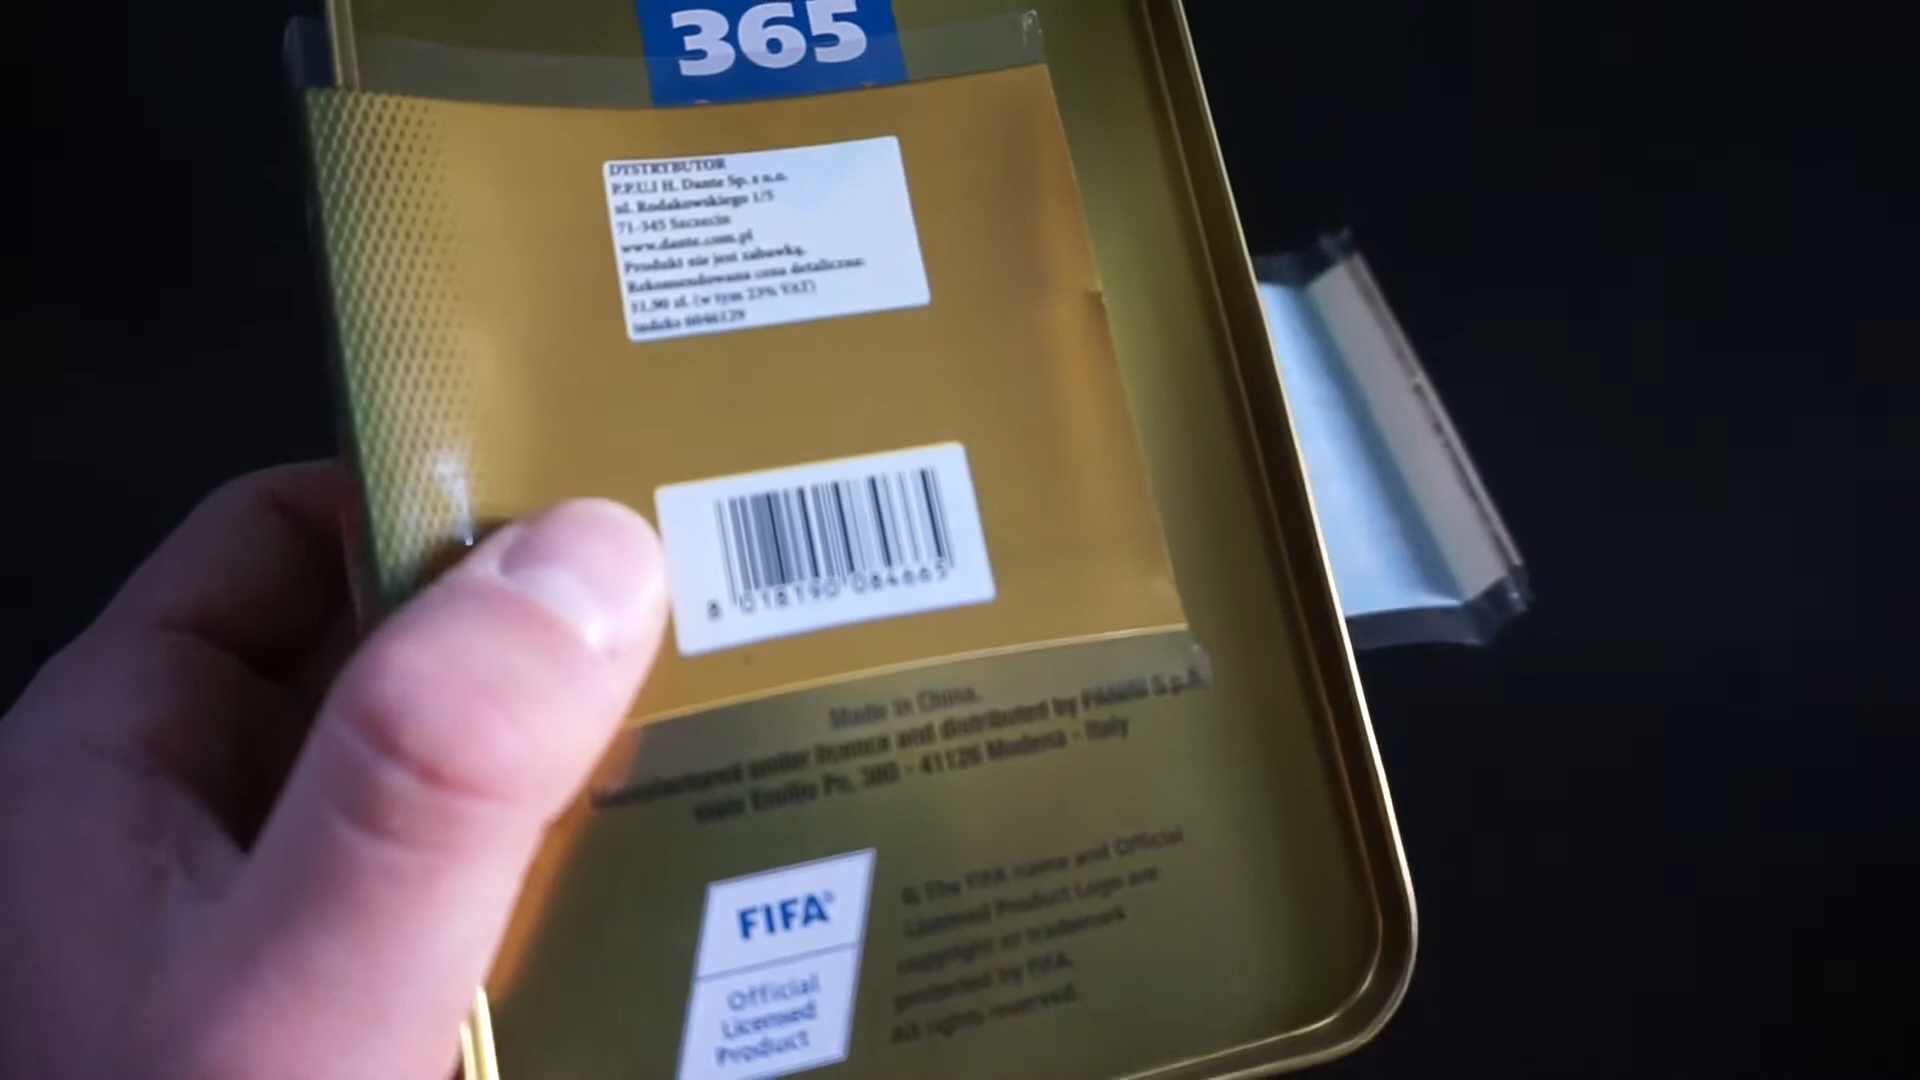 365
DYSTRYBUTOR
P.P.U.I H. Dante Sp. z o.o.
ul. Rodakowskiego 1/5
71-345 Szczecin
www.dante.com.pl
Produkt nie jest zabawką.
Rekomendowana cena detaliczna:
31,90 zł. (w tym 23% VAT)
indeks
8 018190 084665
Made in China.
Manufactured under licence and distributed by PANINI S.p.A.
Viale Emilio Po, 380 - 41126 Modena - Italy
FIFA®
Official
Licensed
Product
© The FIFA name and Official
Licensed Product Logo are
copyright or trademark
protected by FIFA.
All rights reserved.